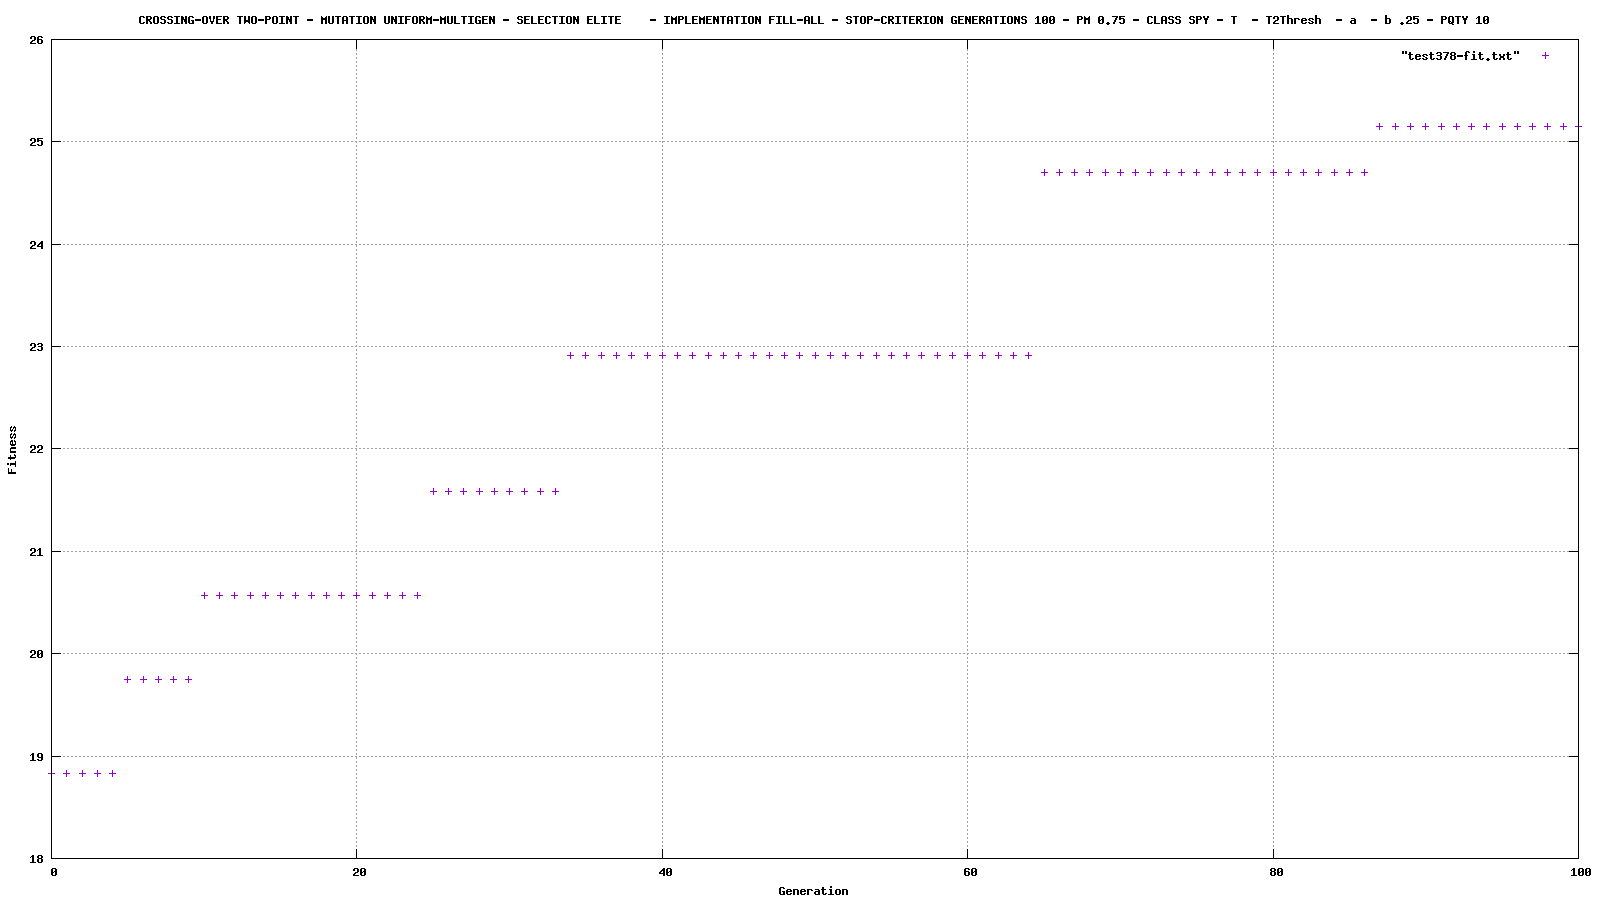 CROSSING-OVER TWO-POINT - MUTATION UNIFORM-MULTIGEN - SELECTION ELITE    - IMPLEMENTATION FILL-ALL - STOP-CRITERION GENERATIONS 100 - PM 0.75 - CLASS SPY - T  - T2Thresh  - a  - b .25 - PQTY 10
"test378-fit.txt"
26
25
24
23
22
21
20
19
18
Fitness
0 20 40 60 80 100
Generation